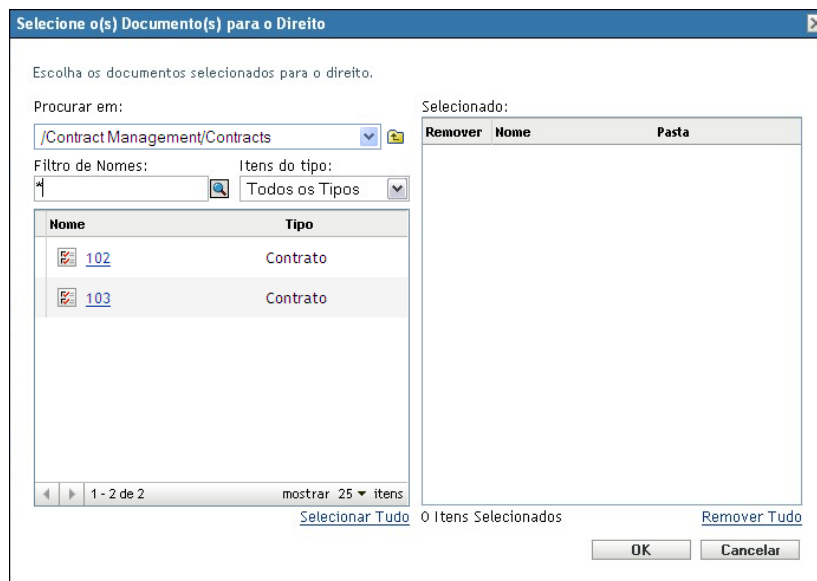 Selecione o(s) Documento(s) para o Direito
Escolha os documentos selecionados para o direito.
Procurar em:
/Contract Management/Contracts
Filtro de Nomes:
Itens do tipo:
*
Todos os Tipos
Nome Tipo
102 Contrato
103 Contrato
1 - 2 de 2 mostrar 25 itens
Selecionar Tudo
Selecionado:
Remover Nome Pasta
0 Itens Selecionados
Remover Tudo
OK
Cancelar